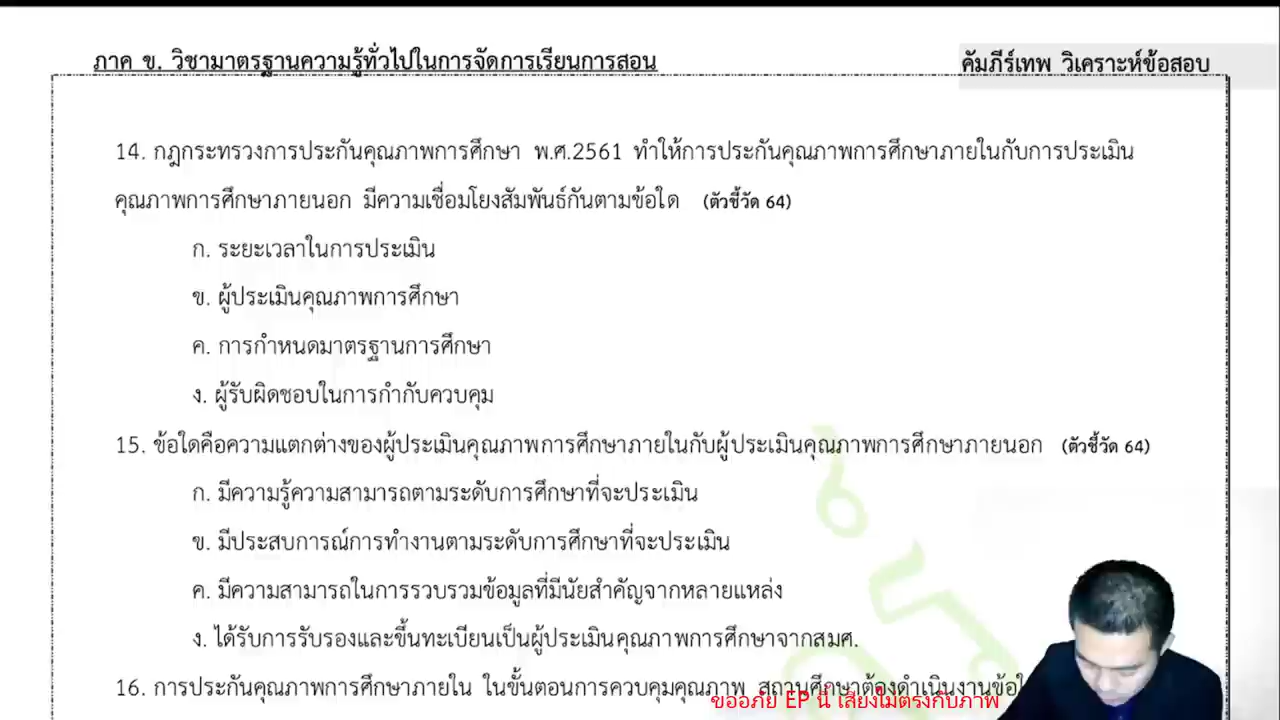 ภาค ข. วิชามาตรฐานความรู้ทั่วไปในการจัดการเรียนการสอน
คัมภีร์เทพ วิเคราะห์ข้อสอบ
14. กฎกระทรวงการประกันคุณภาพการศึกษา พ.ศ.2561 ทำให้การประกันคุณภาพการศึกษาภายในกับการประเมิน
คุณภาพการศึกษาภายนอก มีความเชื่อมโยงสัมพันธ์กันตามข้อใด (ตัวชี้วัด 64)
ก. ระยะเวลาในการประเมิน
ข. ผู้ประเมินคุณภาพการศึกษา
ค. การกำหนดมาตรฐานการศึกษา
ง. ผู้รับผิดชอบในการกำกับควบคุม
15. ข้อใดคือความแตกต่างของผู้ประเมินคุณภาพการศึกษาภายในกับผู้ประเมินคุณภาพการศึกษาภายนอก (ตัวชี้วัด 64)
ก. มีความรู้ความสามารถตามระดับการศึกษาที่จะประเมิน
ข. มีประสบการณ์การทำงานตามระดับการศึกษาที่จะประเมิน
ค. มีความสามารถในการรวบรวมข้อมูลที่มีนัยสำคัญจากหลายแหล่ง
ง. ได้รับการรับรองและขึ้นทะเบียนเป็นผู้ประเมินคุณภาพการศึกษาจากสมศ.
16. การประกันคุณภาพการศึกษาภายใน ในขั้นตอนการควบคุมคุณภาพ สถานศึกษาต้องดำเนินงานข้อใ
ขออภัย EP นี้ เสียงไม่ตรงกับภาพ